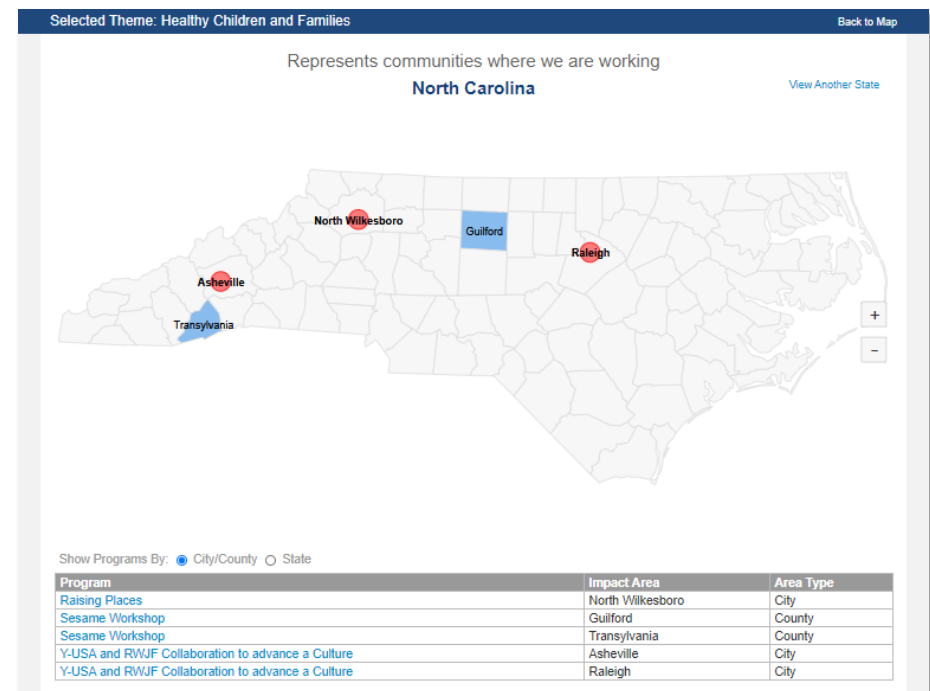 Selected Theme: Healthy Children and Families Back to Map
Represents communities where we are working
North Carolina View Another State
North Wilkesboro
Guilford
Raleigh
Asheville
Transylvania
+
-
Show Programs By: City/County State
Program Impact Area Area Type
Raising Places North Wilkesboro City
Sesame Workshop Guilford County
Sesame Workshop Transylvania County
Y-USA and RWJF Collaboration to advance a Culture Asheville City
Y-USA and RWJF Collaboration to advance a Culture Raleigh City